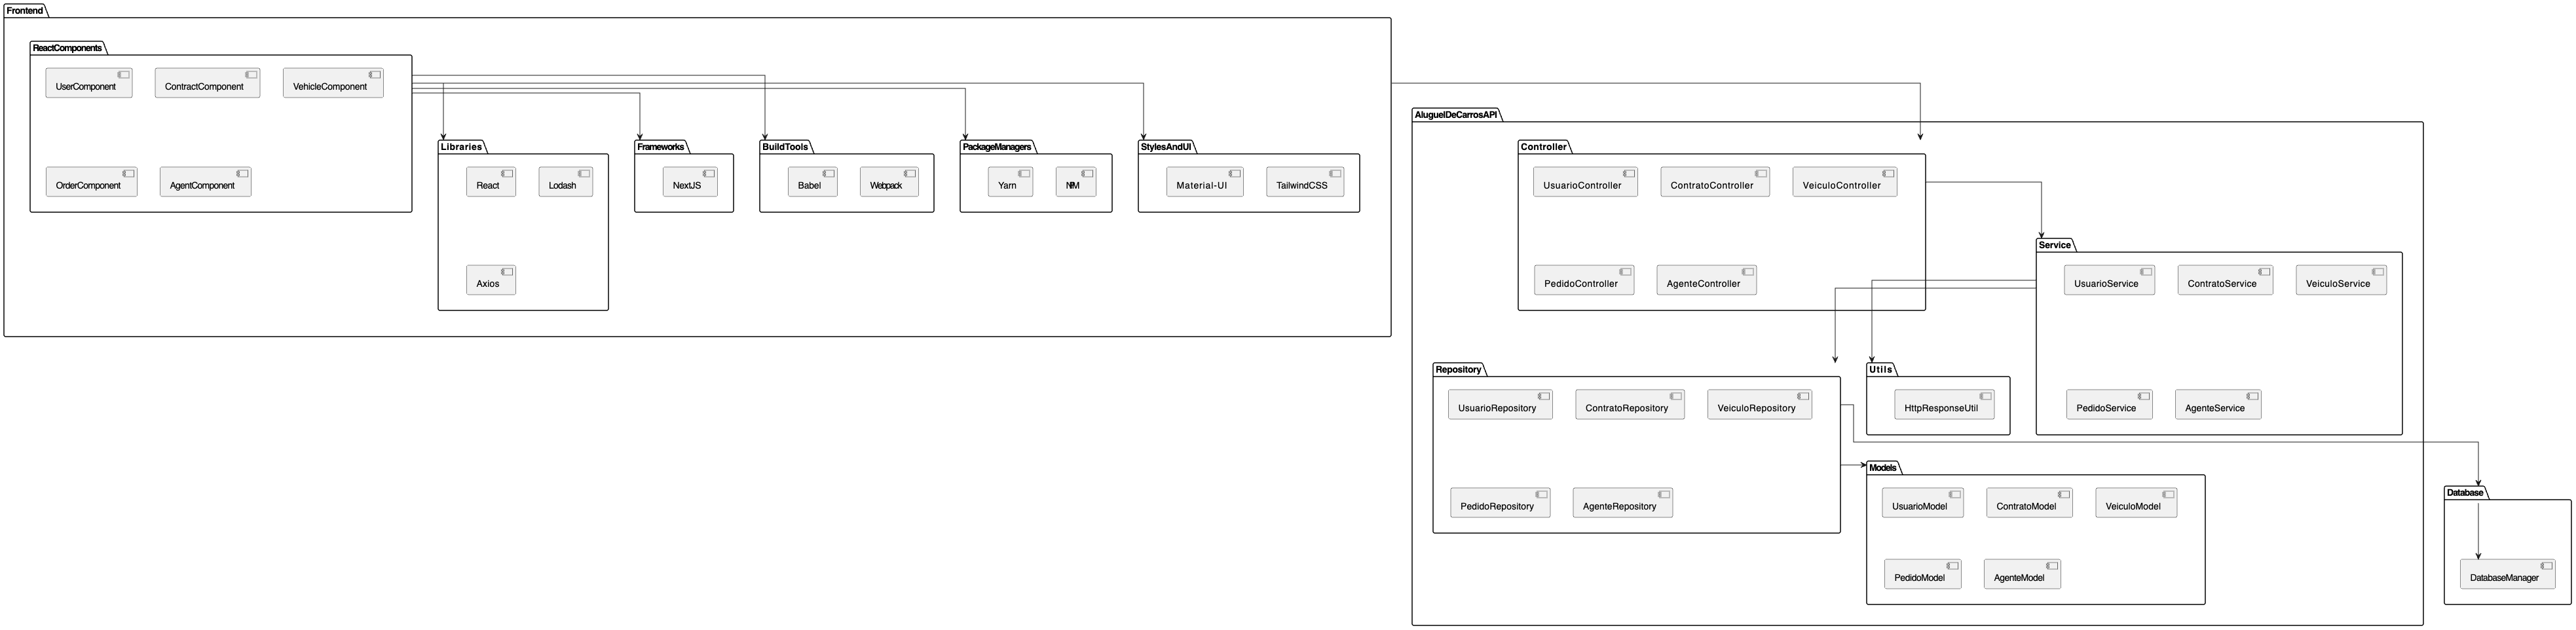 Frontend
ReactComponents
UserComponent
ContractComponent
VehicleComponent
OrderComponent
AgentComponent
Libraries
React
Lodash
Axios
Frameworks
NextJS
BuildTools
Babel
Webpack
PackageManagers
Yarn
NPM
StylesAndUI
Material-UI
TailwindCSS
AluguelDeCarrosAPI
Controller
UsuarioController
ContratoController
VeiculoController
PedidoController
AgenteController
Service
UsuarioService
ContratoService
VeiculoService
PedidoService
AgenteService
Repository
UsuarioRepository
ContratoRepository
VeiculoRepository
PedidoRepository
AgenteRepository
Utils
HttpResponseUtil
Models
UsuarioModel
ContratoModel
VeiculoModel
PedidoModel
AgenteModel
Database
DatabaseManager